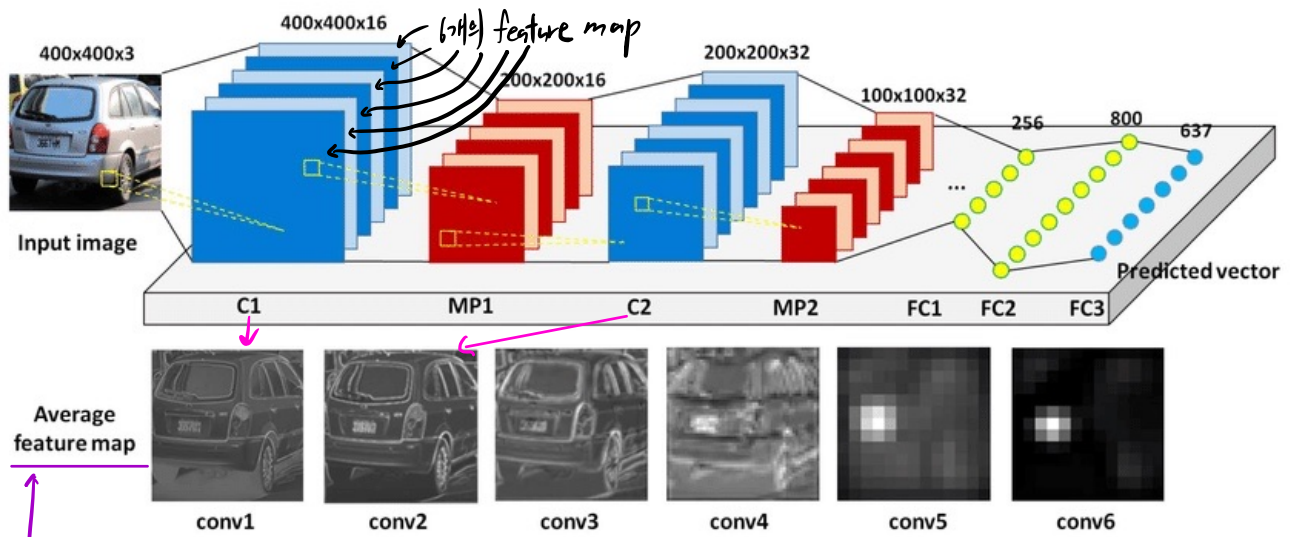 400x400x3
400x400x16
6개의 feature map
200x200x16
200x200x32
100x100x32
256
800
637
...
Input image
Predicted vector
C1
MP1
C2
MP2
FC1
FC2
FC3
Average
feature map
conv1
conv2
conv3
conv4
conv5
conv6